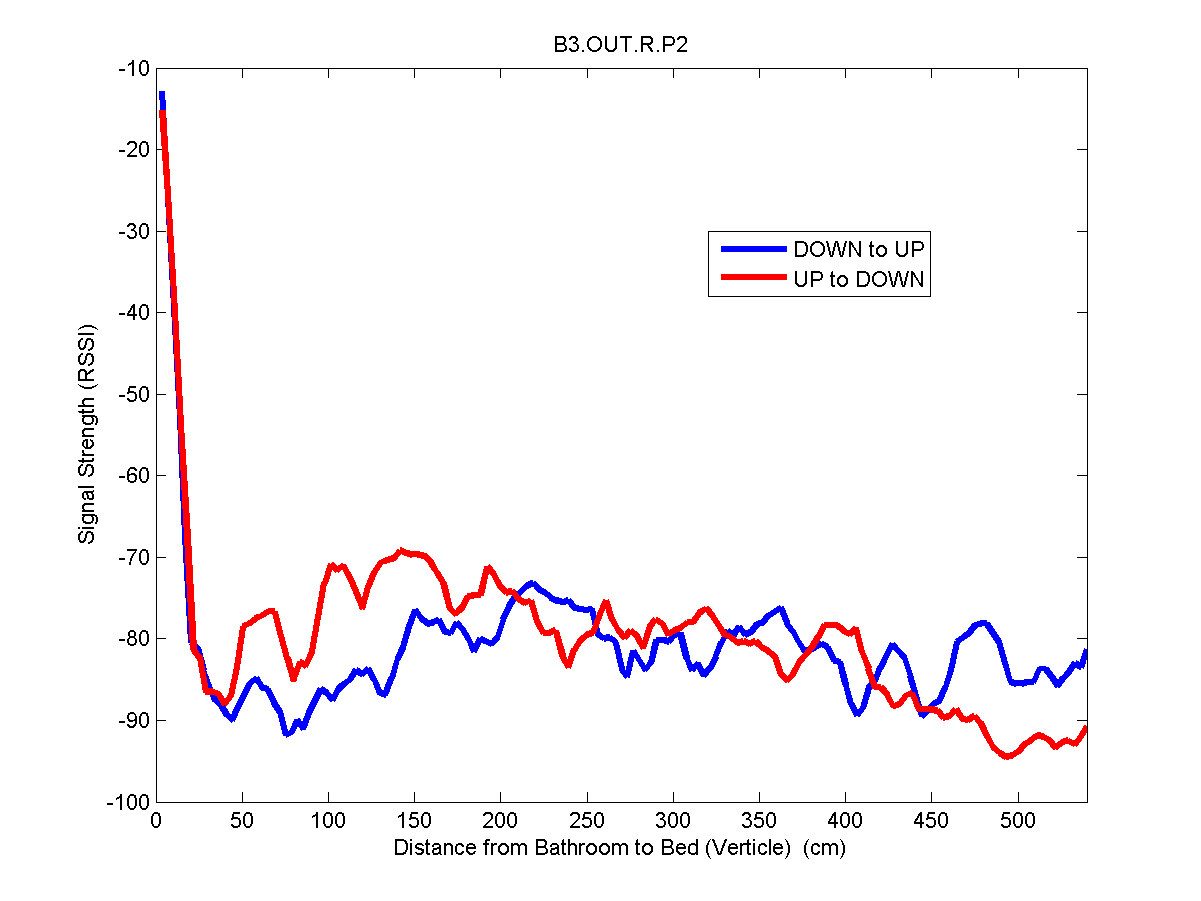 B3.OUT.R.P2
-10
-20
-30
-40
-50
-60
-70
-80
-90
-100
Signal Strength (RSSI)
DOWN to UP
UP to DOWN
0 50 100 150 200 250 300 350 400 450 500
Distance from Bathroom to Bed (Verticle)  (cm)